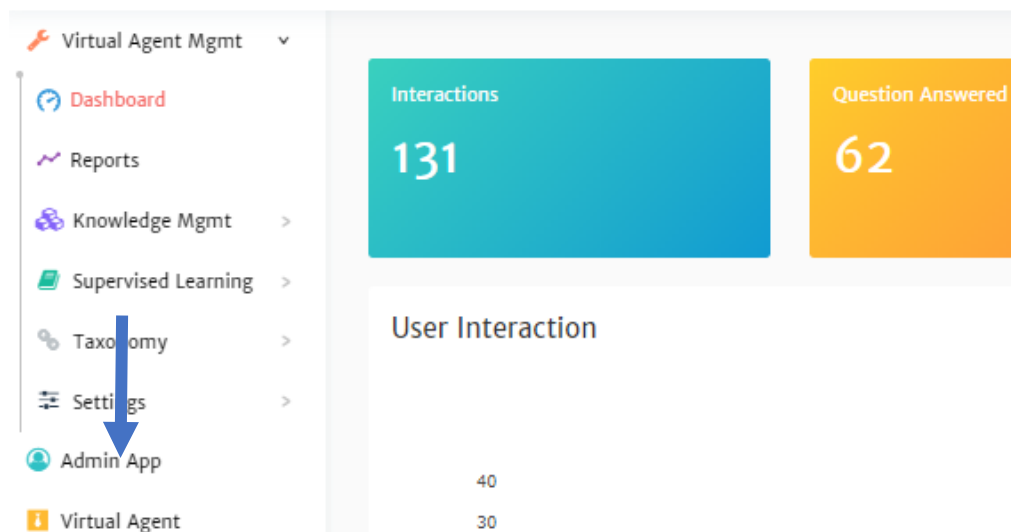 Virtual Agent Mgmt
Dashboard
Reports
Knowledge Mgmt
Supervised Learning
Taxonomy
Settings
Admin App
Virtual Agent
Interactions
131
Question Answered
62
User Interaction
40
30